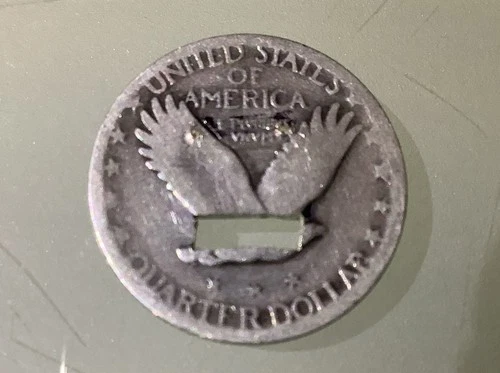 UNITED STATES
OF
AMERICA
QUARTER DOLLAR